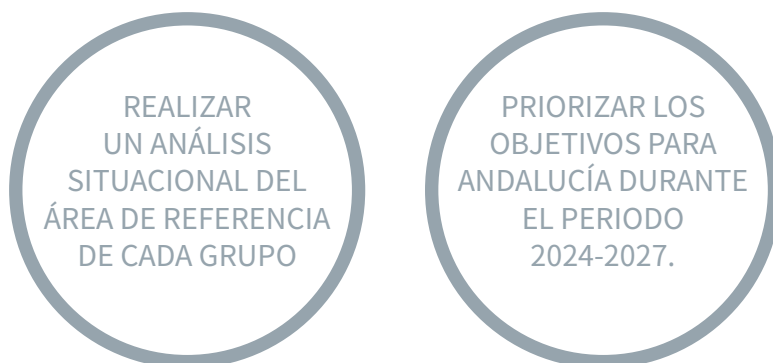 REALIZAR
UN ANÁLISIS
SITUACIONAL DEL
ÁREA DE REFERENCIA
DE CADA GRUPO
PRIORIZAR LOS
OBJETIVOS PARA
ANDALUCÍA DURANTE
EL PERIODO
2024-2027.